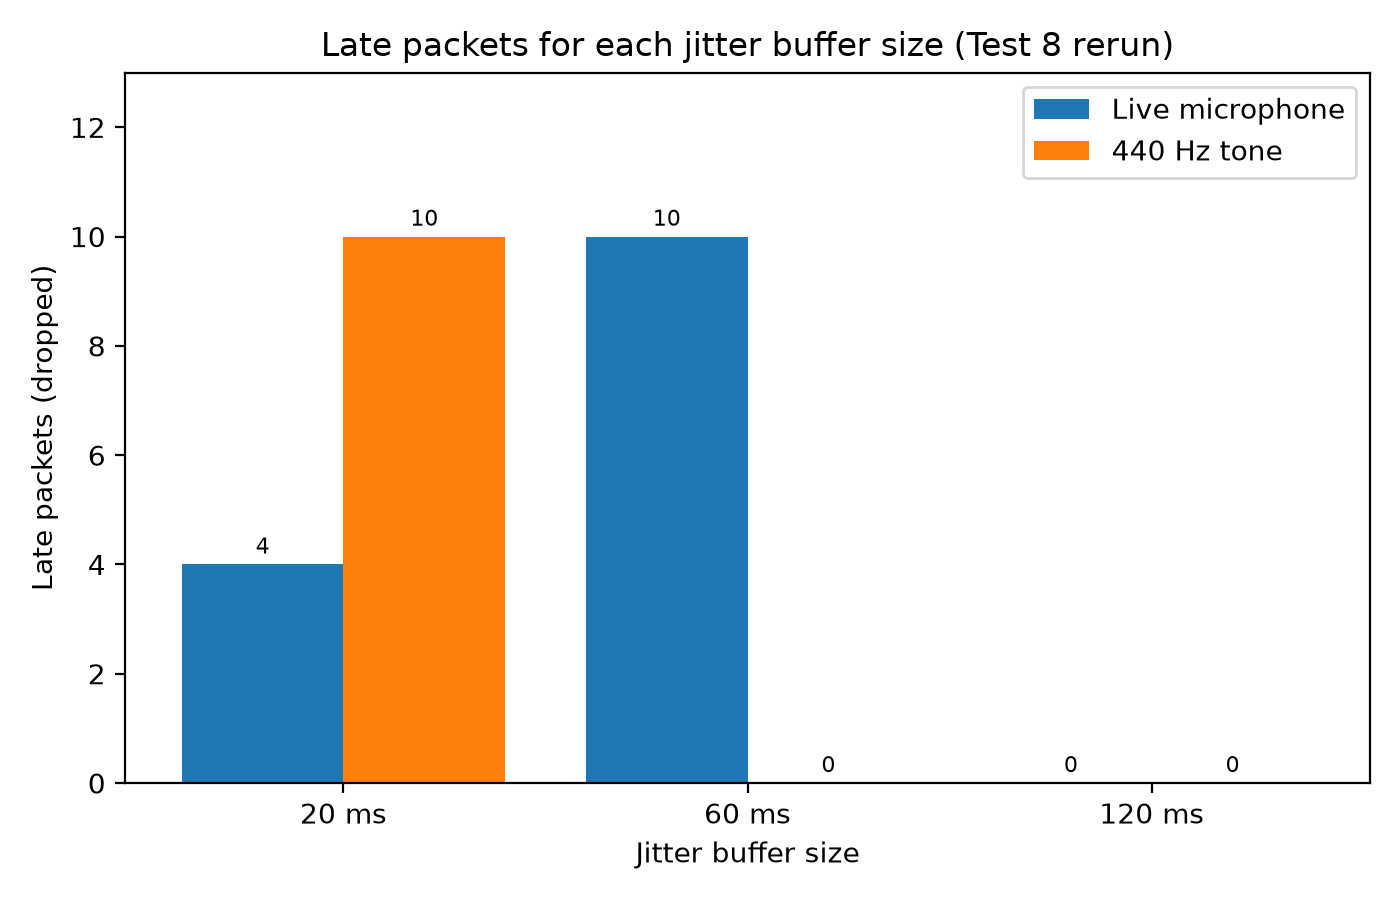 Late packets for each jitter buffer size (Test 8 rerun)
Live microphone
440 Hz tone
Late packets (dropped)
12
10
8
6
4
2
0
4
10
10
0
0
0
20 ms
60 ms
120 ms
Jitter buffer size